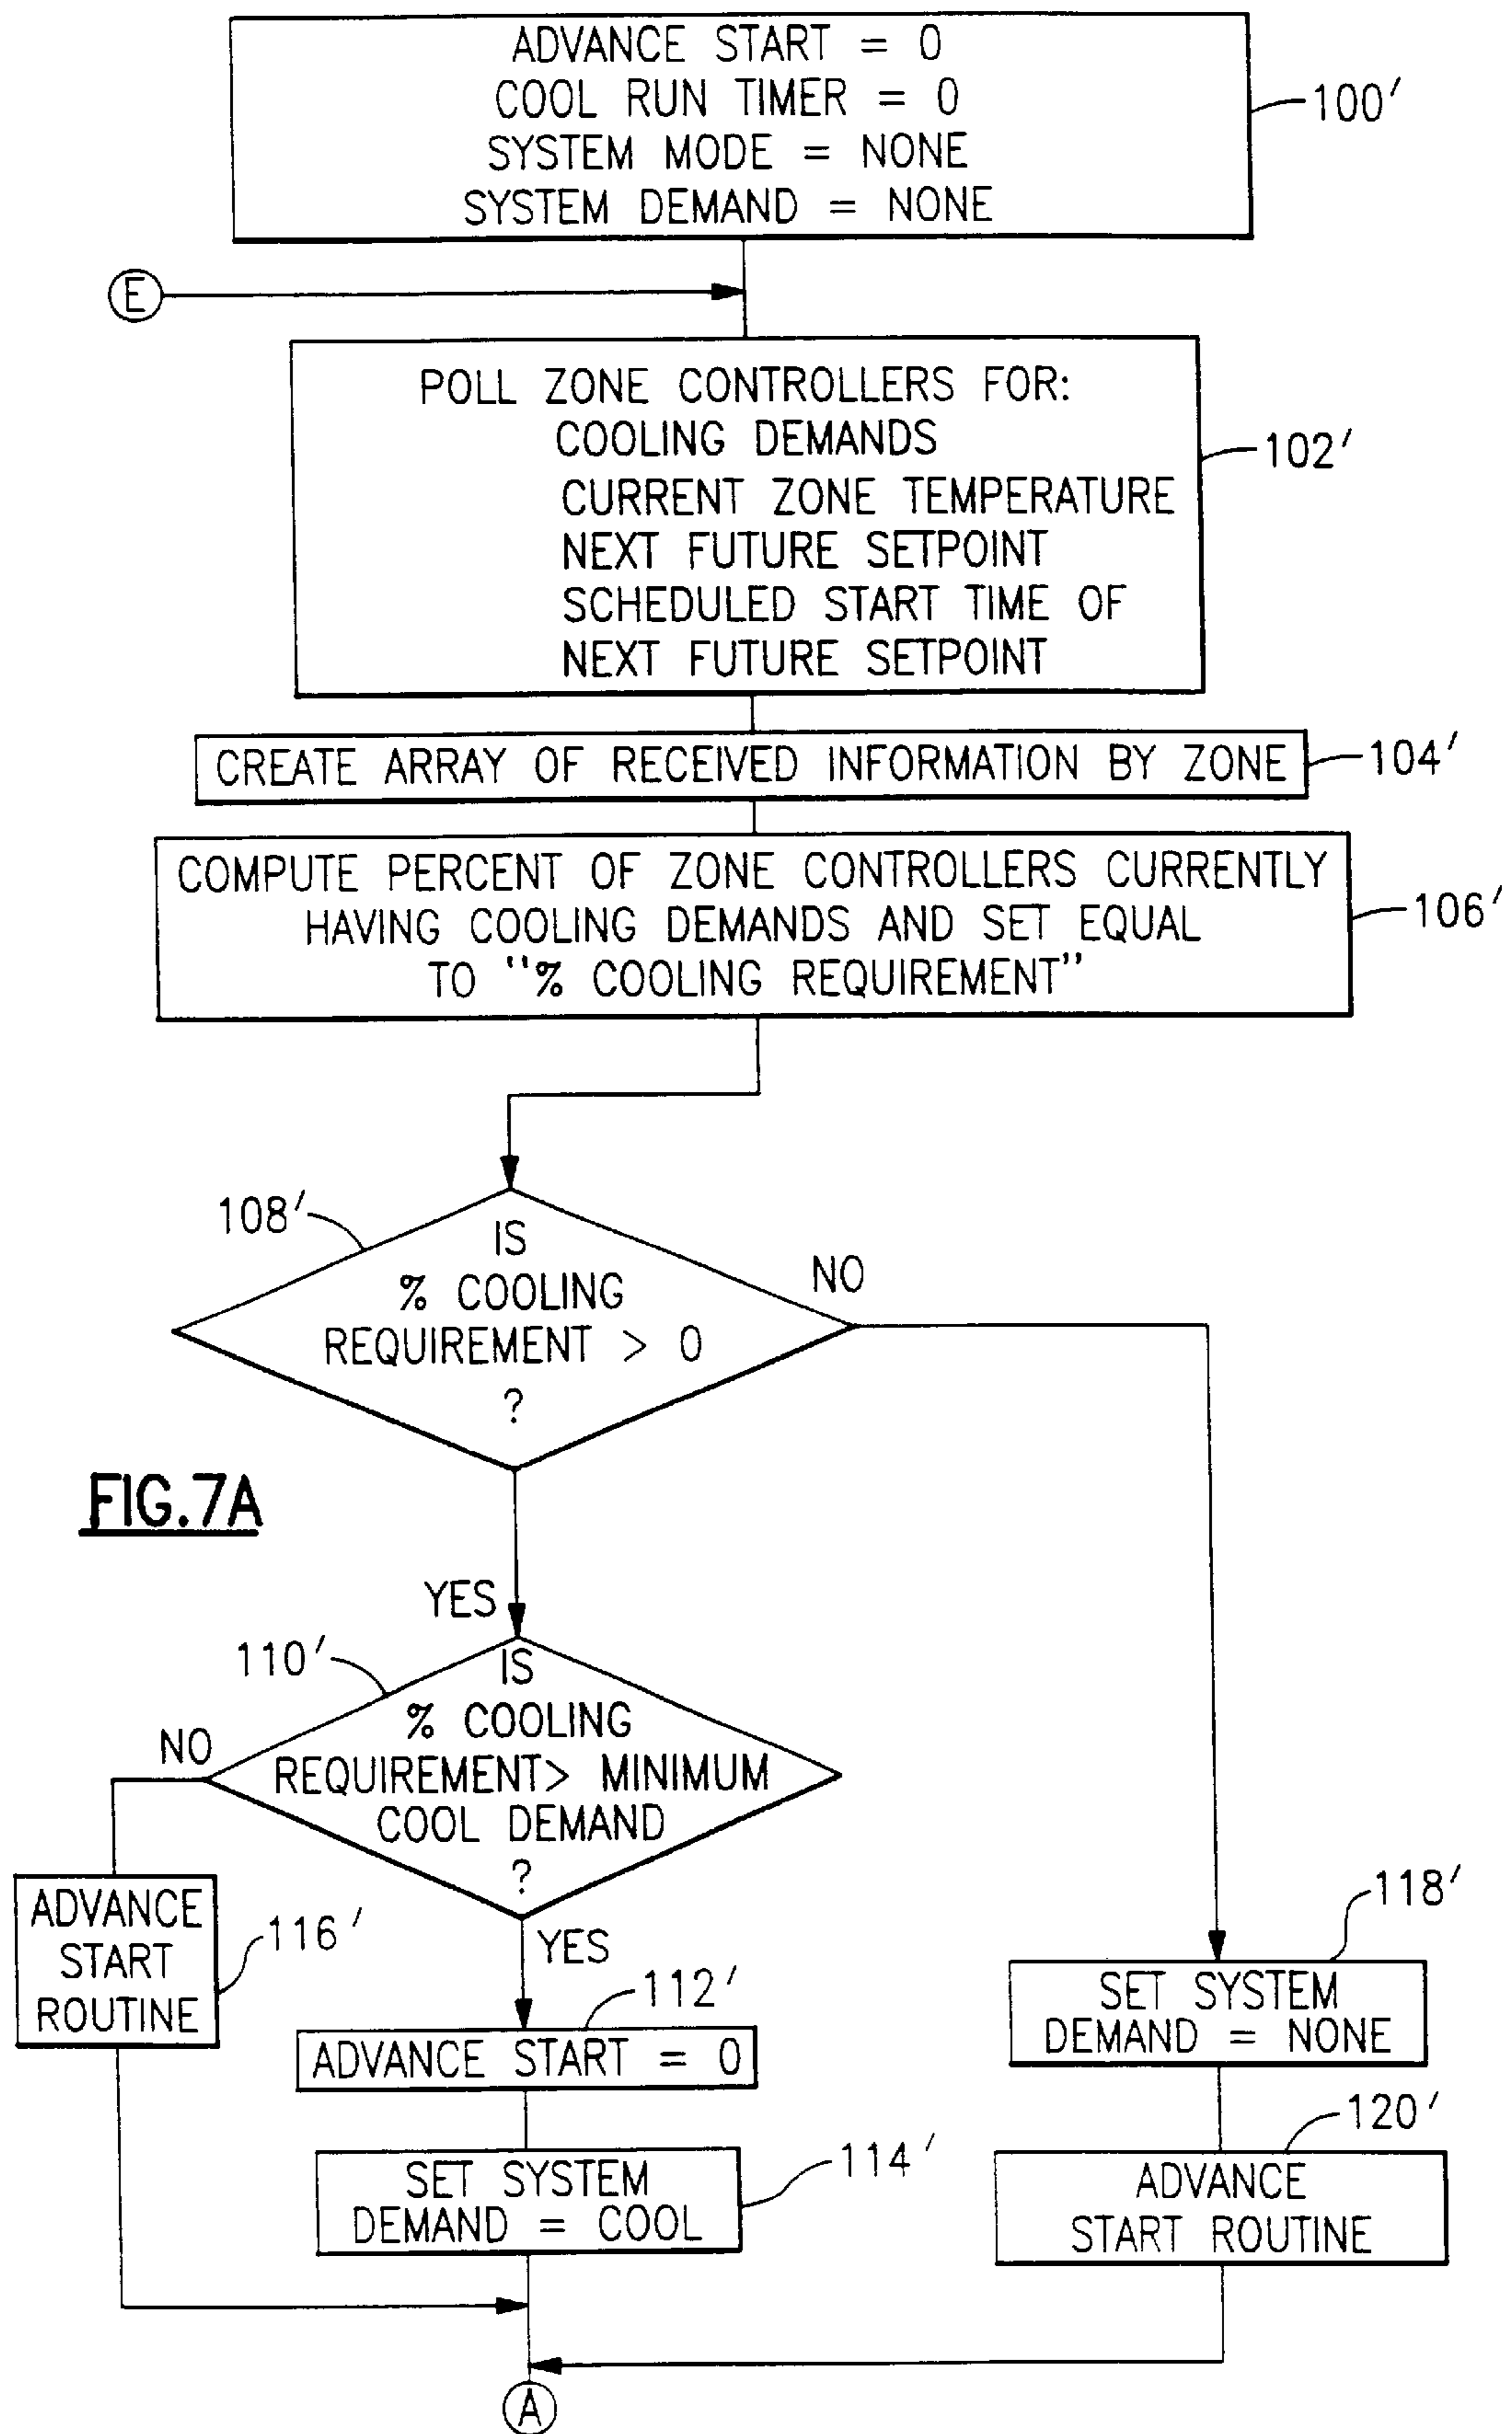 ADVANCE START = 0
COOL RUN TIMER = 0
SYSTEM MODE = NONE
SYSTEM DEMAND = NONE
100'
E
POLL ZONE CONTROLLERS FOR:
COOLING DEMANDS
CURRENT ZONE TEMPERATURE
NEXT FUTURE SETPOINT
SCHEDULED START TIME OF
NEXT FUTURE SETPOINT
102'
CREATE ARRAY OF RECEIVED INFORMATION BY ZONE
104'
COMPUTE PERCENT OF ZONE CONTROLLERS CURRENTLY
HAVING COOLING DEMANDS AND SET EQUAL
TO "% COOLING REQUIREMENT"
106'
108'
IS
% COOLING
REQUIREMENT > 0
?
NO
FIG.7A
YES
110'
IS
% COOLING
REQUIREMENT> MINIMUM
COOL DEMAND
?
NO
YES
ADVANCE
START
ROUTINE
116'
112'
ADVANCE START = 0
SET SYSTEM
DEMAND = COOL
114'
118'
SET SYSTEM
DEMAND = NONE
120'
ADVANCE
START ROUTINE
A